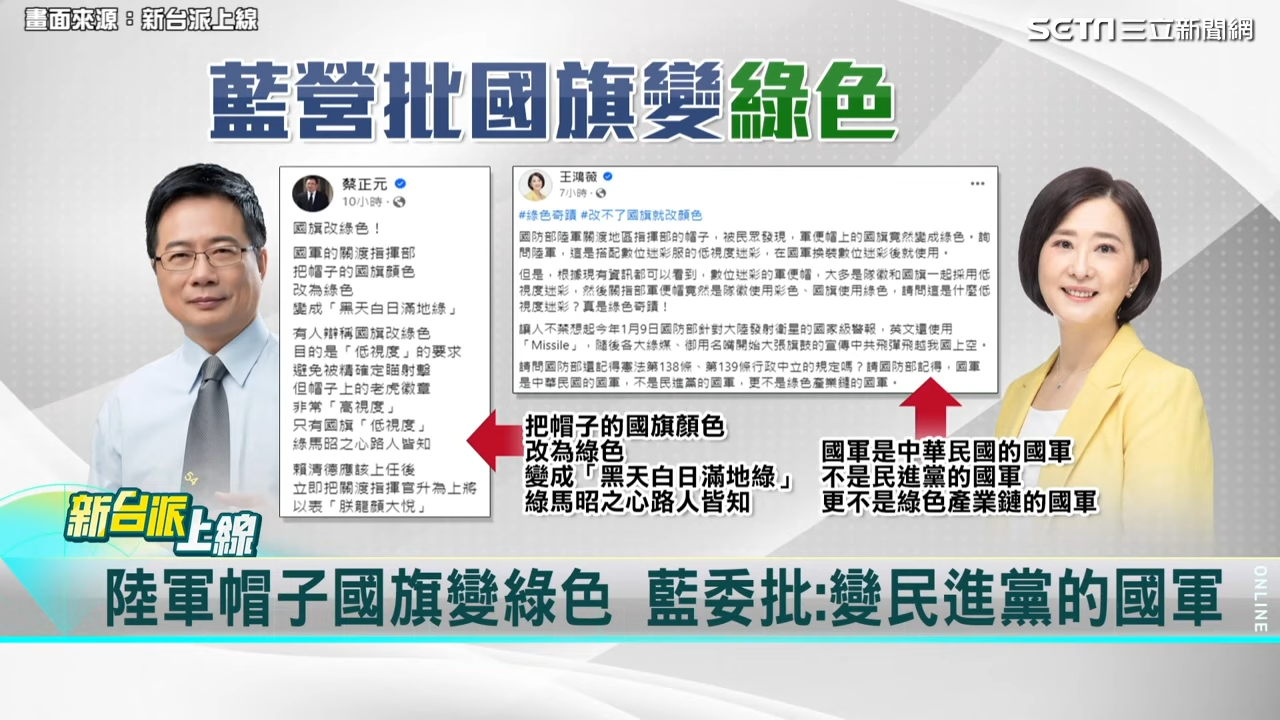 畫面來源：新台派上線
SETN三立新聞網
藍營批國旗變綠色
蔡正元
10小時
國旗改綠色！
國軍的關渡指揮部
把帽子的國旗顏色
改為綠色
變成「黑天白日滿地綠」
有人辯稱國旗改綠色
目的是「低視度」的要求
避免被精確定瞄射擊
但帽子上的老虎徽章
非常「高視度」
只有國旗「低視度」
綠馬昭之心路人皆知
賴清德應該上任後
立即把關渡指揮官升為上將
以表「朕龍顏大悅」
王鴻薇
7小時
#綠色奇蹟 #改不了國旗就改顏色
國防部陸軍關渡地區指揮部的帽子，被民眾發現，軍便帽上的國旗竟然變成綠色。詢
問陸軍，這是搭配數位迷彩服的低視度迷彩，在國軍換裝數位迷彩後就使用。
但是，根據現有資訊都可以看到，數位迷彩的軍便帽，大多是隊徽和國旗一起採用低
視度迷彩，然後關指部軍便帽竟然是隊徽使用彩色、國旗使用綠色，請問這是什麼低
視度迷彩？真是綠色奇蹟！
讓人不禁想起今年1月9日國防部針對大陸發射衛星的國家級警報，英文還使用
「Missile」，隨後各大綠媒、御用名嘴開始大張旗鼓的宣傳中共飛彈飛越我國上空。
請問國防部還記得憲法第138條、第139條行政中立的規定嗎？請國防部記得，國軍
是中華民國的國軍，不是民進黨的國軍，更不是綠色產業鏈的國軍。
把帽子的國旗顏色
改為綠色
變成「黑天白日滿地綠」
綠馬昭之心路人皆知
國軍是中華民國的國軍
不是民進黨的國軍
更不是綠色產業鏈的國軍
新台派上線
陸軍帽子國旗變綠色 藍委批:變民進黨的國軍
ONLINE